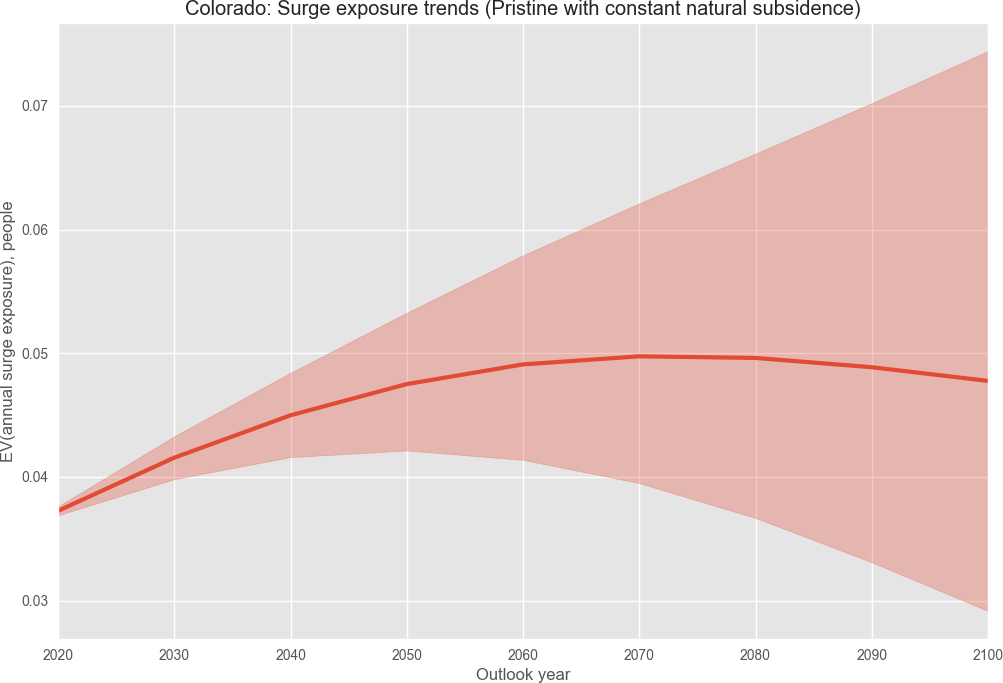 Colorado: Surge exposure trends (Pristine with constant natural subsidence)
EV(annual surge exposure), people
0.07
0.06
0.05
0.04
0.03
2020 2030 2040 2050 2060 2070 2080 2090 2100
Outlook year